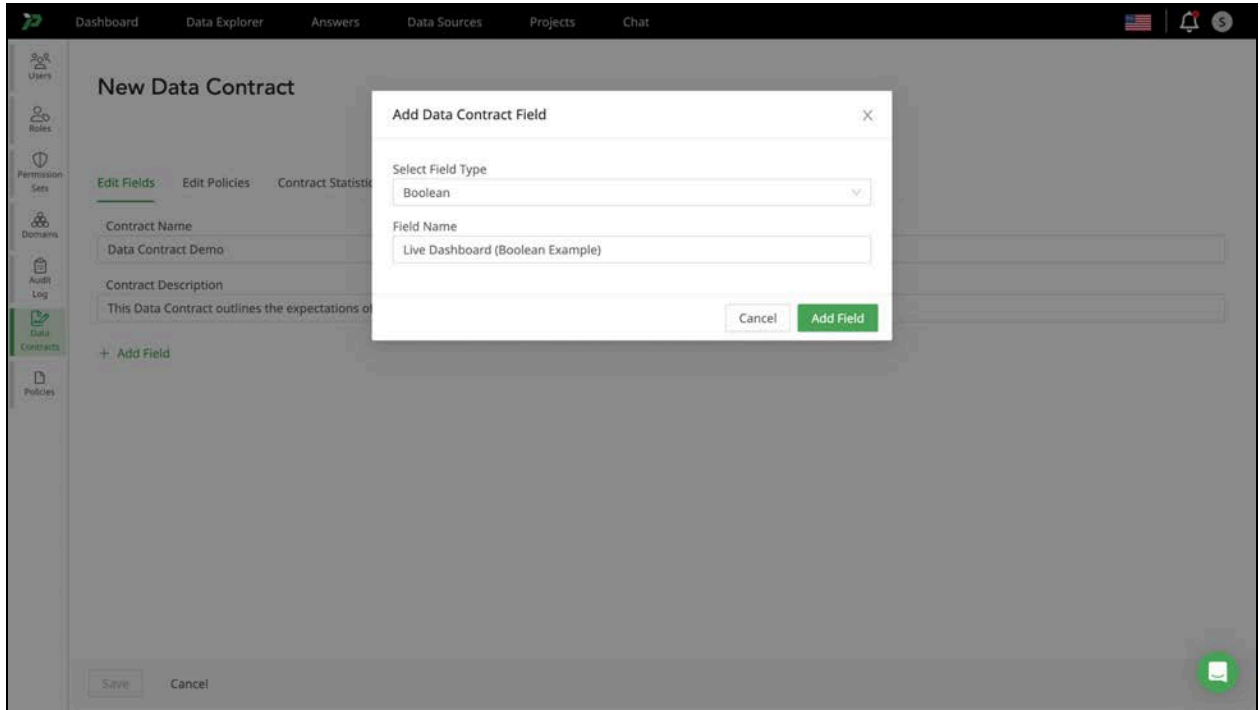 Dashboard Data Explorer Answers Data Sources Projects Chat S
Users
Roles
Permission
Sets
Domains
Audit
Log
Data
Contracts
Policies
New Data Contract
Edit Fields Edit Policies Contract Statistic
Contract Name
Data Contract Demo
Contract Description
This Data Contract outlines the expectations of
+ Add Field
Add Data Contract Field
Select Field Type
Boolean
Field Name
Live Dashboard (Boolean Example)
Cancel Add Field
Save Cancel